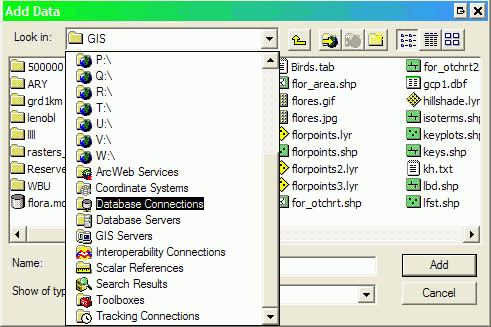 Add Data
Look in:
GIS
P:\
Q:\
R:\
T:\
U:\
V:\
W:\
ArcWeb Services
Coordinate Systems
Database Connections
Database Servers
GIS Servers
Interoperability Connections
Scalar References
Search Results
Toolboxes
Tracking Connections
500000
ARY
grd1km
lenobl
llll
rasters_
Reserve
WBU
flora.mc
Birds.tab
flor_area.shp
flores.gif
flores.jpg
florpoints.lyr
florpoints.shp
florpoints2.lyr
florpoints3.lyr
for_otchrt.shp
for_otchrt2
gcp1.dbf
hillshade.lyr
isoterms.shp
keyplots.shp
keys.shp
kh.txt
lbd.shp
lfst.shp
Name:
Add
Show of typ
Cancel